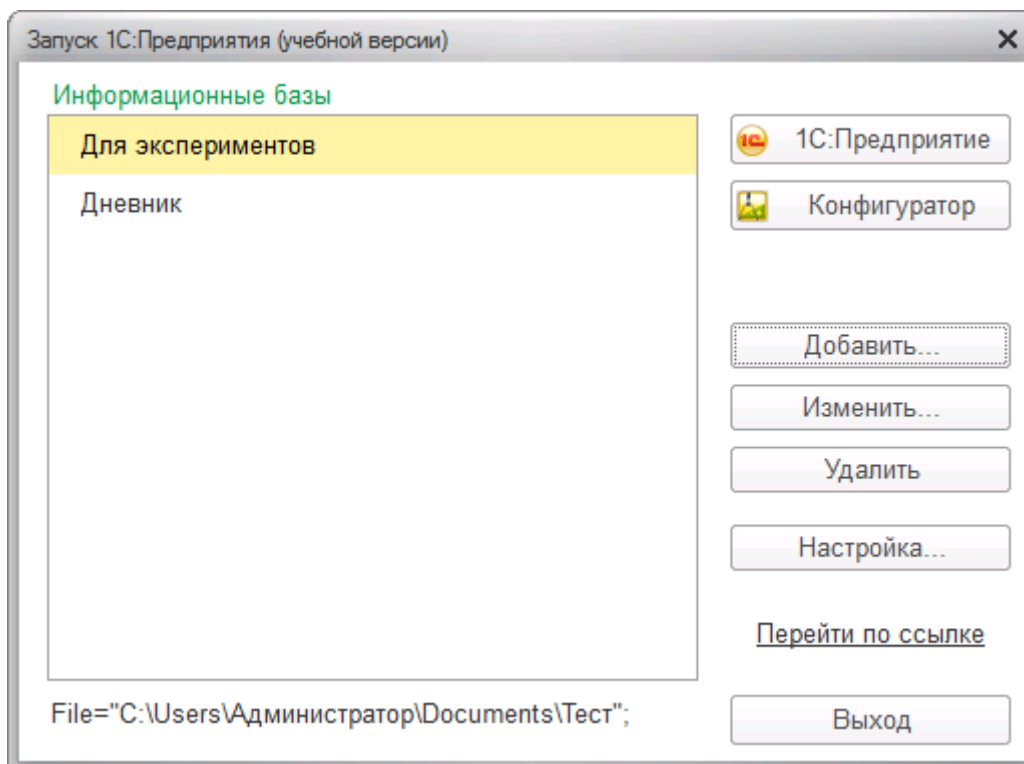 Запуск 1С:Предприятия (учебной версии)
Информационные базы
Для экспериментов
Дневник
1С:Предприятие
Конфигуратор
Добавить...
Изменить...
Удалить
Настройка...
Перейти по ссылке
File="C:\Users\Администратор\Documents\Тест";
Выход